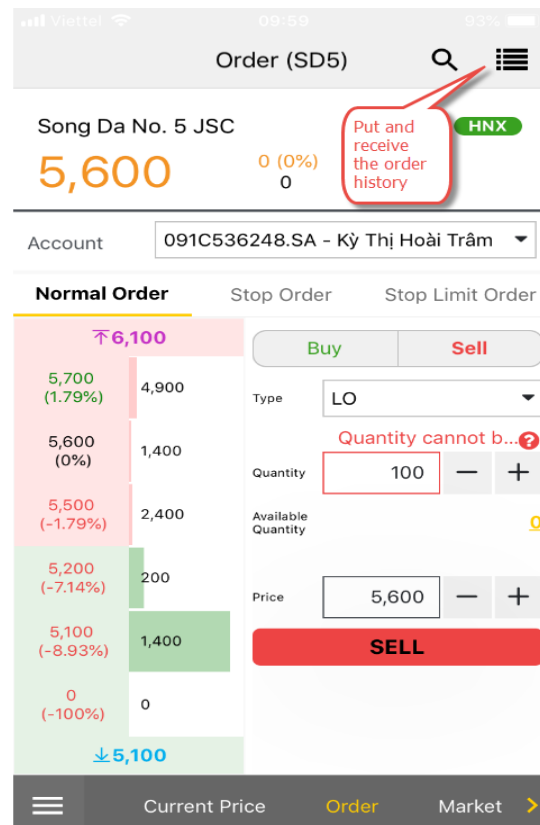 Viettel 09:59 93%
Order (SD5)
Put and
receive
the order
history
Song Da No. 5 JSC
HNX
5,600
0 (0%)
0
Account 091C536248.SA - Kỳ Thị Hoài Trâm
Normal Order Stop Order Stop Limit Order
6,100
Buy Sell
5,700
(1.79%)
4,900
Type LO
Quantity cannot b...
5,600
(0%)
1,400
Quantity 100 — +
5,500
(-1.79%)
2,400
Available
Quantity
0
5,200
(-7.14%)
200
Price 5,600 — +
5,100
(-8.93%)
1,400
SELL
0
(-100%)
0
5,100
Current Price Order Market >